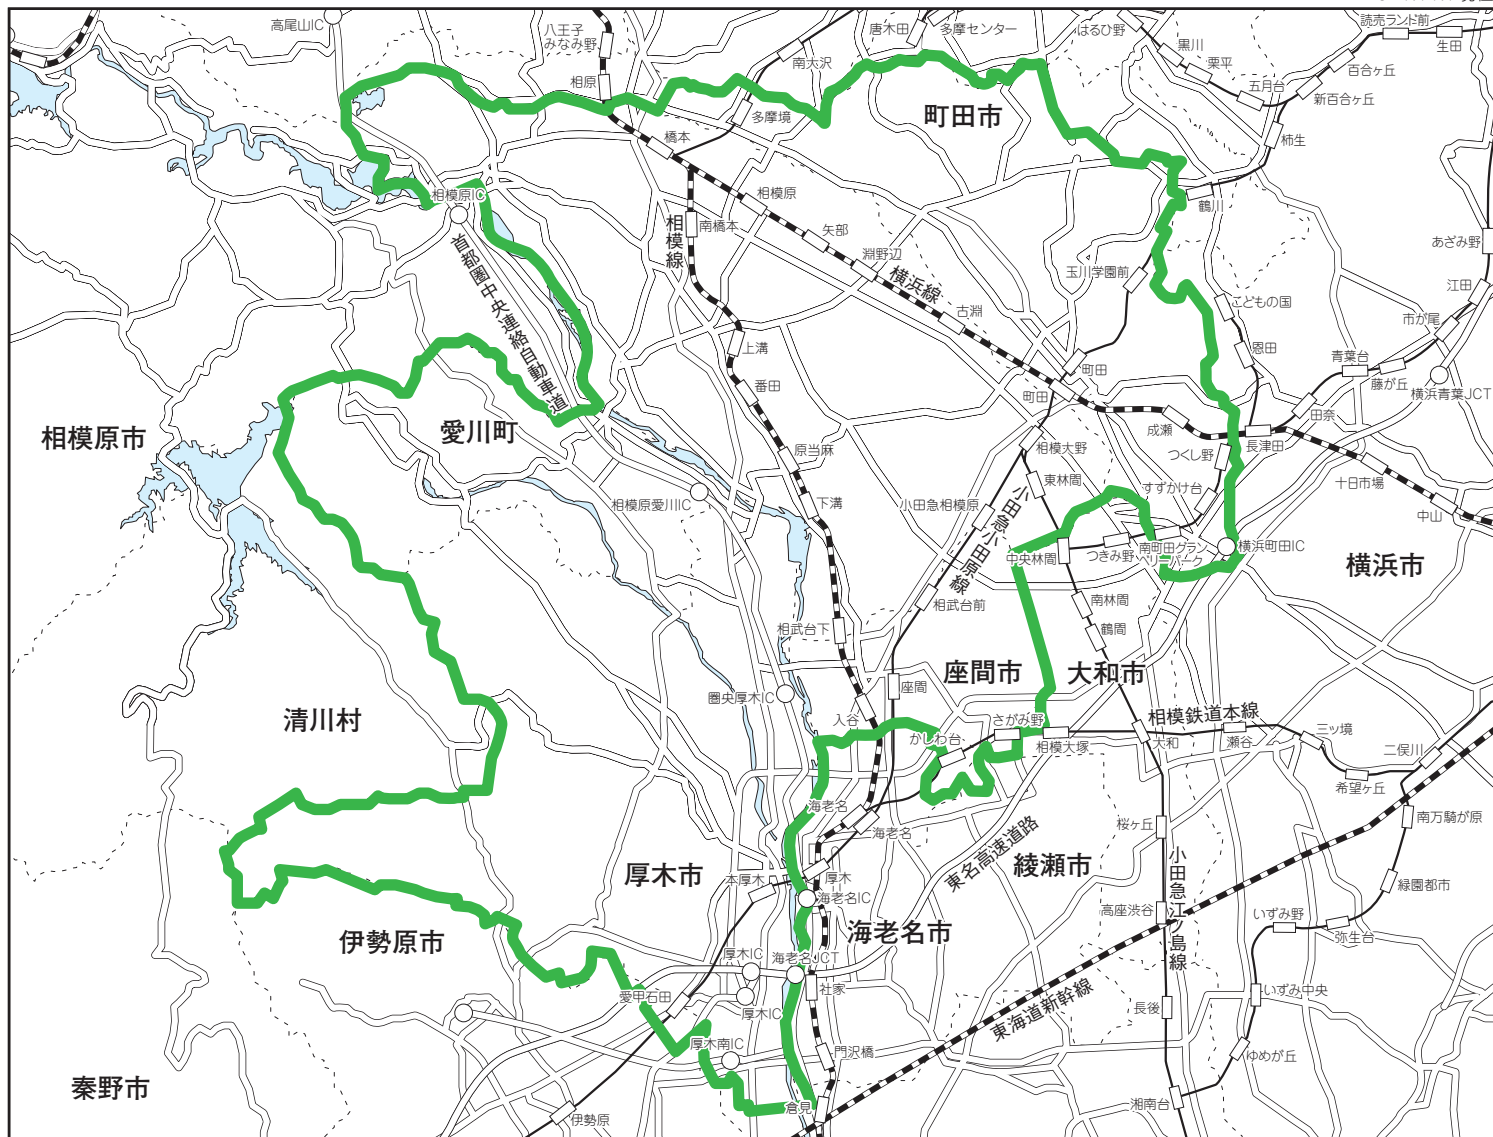 高尾山IC
八王子
みなみ野
相原
唐木田
多摩センター
南大沢
多摩境
橋本
はるひ野
黒川
栗平
五月台
読売ランド前
生田
百合ヶ丘
新百合ヶ丘
柿生
町田市
鶴川
相模原IC
相模線
南橋本
相模原
矢部
淵野辺
横浜線
古淵
玉川学園前
こどもの国
恩田
あざみ野
江田
市が尾
青葉台
藤が丘
横浜青葉JCT
首都圏中央連絡自動車道
上溝
番田
町田
町田
田奈
成瀬
長津田
つくし野
相模原市
愛川町
原当麻
相模大野
東林間
すずかけ台
十日市場
中山
相模原愛川IC
下溝
小田急相模原
小田急小田原線
中央林間
つきみ野
南町田グラン
ベリーパーク
横浜町田IC
横浜市
相武台前
南林間
鶴間
相武台下
座間市
大和市
座間
圏央厚木IC
入谷
清川村
かしわ台
さがみ野
相模大塚
相模鉄道本線
大和
瀬谷
三ツ境
二俣川
希望ヶ丘
南万騎が原
海老名
海老名
東名高速道路
桜ヶ丘
綾瀬市
小田急江ノ島線
厚木市
本厚木
厚木
海老名IC
緑園都市
高座渋谷
いずみ野
弥生台
伊勢原市
海老名市
厚木IC
海老名JCT
愛甲石田
厚木IC
社家
東海道新幹線
長後
いずみ中央
厚木南IC
門沢橋
ゆめが丘
秦野市
伊勢原
倉見
湘南台